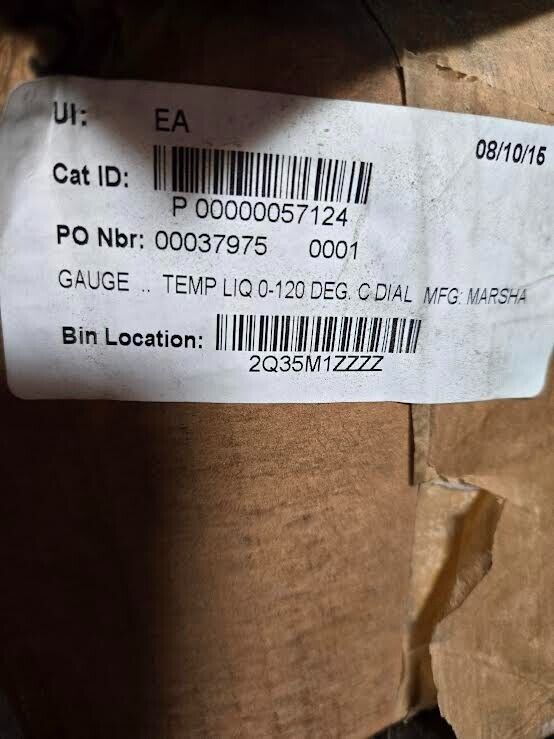 UI: EA 08/10/15
Cat ID:
P 00000057124
PO Nbr: 00037975 0001
GAUGE .. TEMP LIQ 0-120 DEG. C DIAL MFG: MARSHA
Bin Location:
2Q35M1ZZZZ